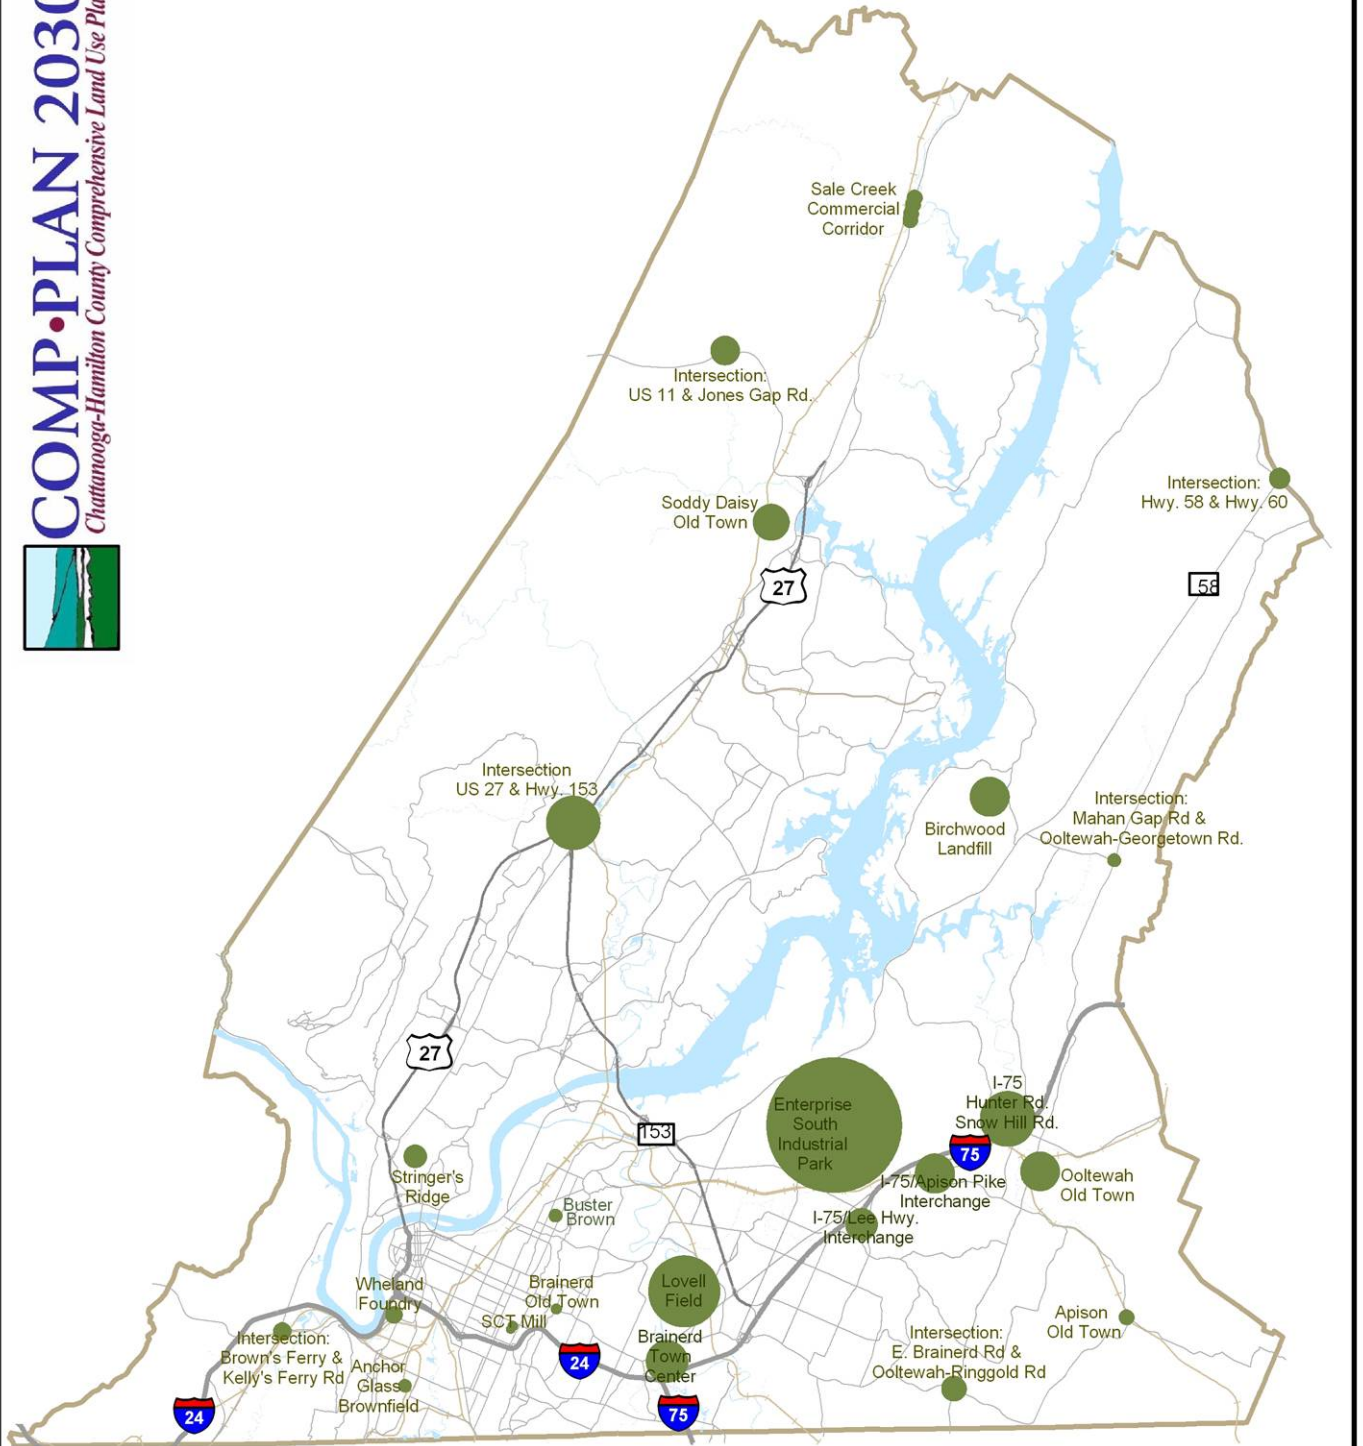 COMP•PLAN 2030
Chattanooga-Hamilton County Comprehensive Land Use
Sale Creek
Commercial
Corridor
Intersection:
US 11 & Jones Gap Rd.
Soddy Daisy
Old Town
27
Intersection:
Hwy. 58 & Hwy. 60
58
Intersection
US 27 & Hwy. 153
Birchwood
Landfill
Intersection:
Mahan Gap Rd &
Ooltewah-Georgetown Rd.
27
153
Enterprise
South
Industrial
Park
I-75
Hunter Rd.
Snow Hill Rd.
75
I-75/Apison Pike
Interchange
Ooltewah
Old Town
I-75/Lee Hwy.
Interchange
Stringer's
Ridge
Buster
Brown
Lovell
Field
Wheland
Foundry
Brainerd
Old Town
SCT Mill
Brainerd
Town
Center
Apison
Old Town
Intersection:
E. Brainerd Rd &
Ooltewah-Ringgold Rd
Intersection:
Brown's Ferry &
Kelly's Ferry Rd
Anchor
Glass
Brownfield
24
24
75